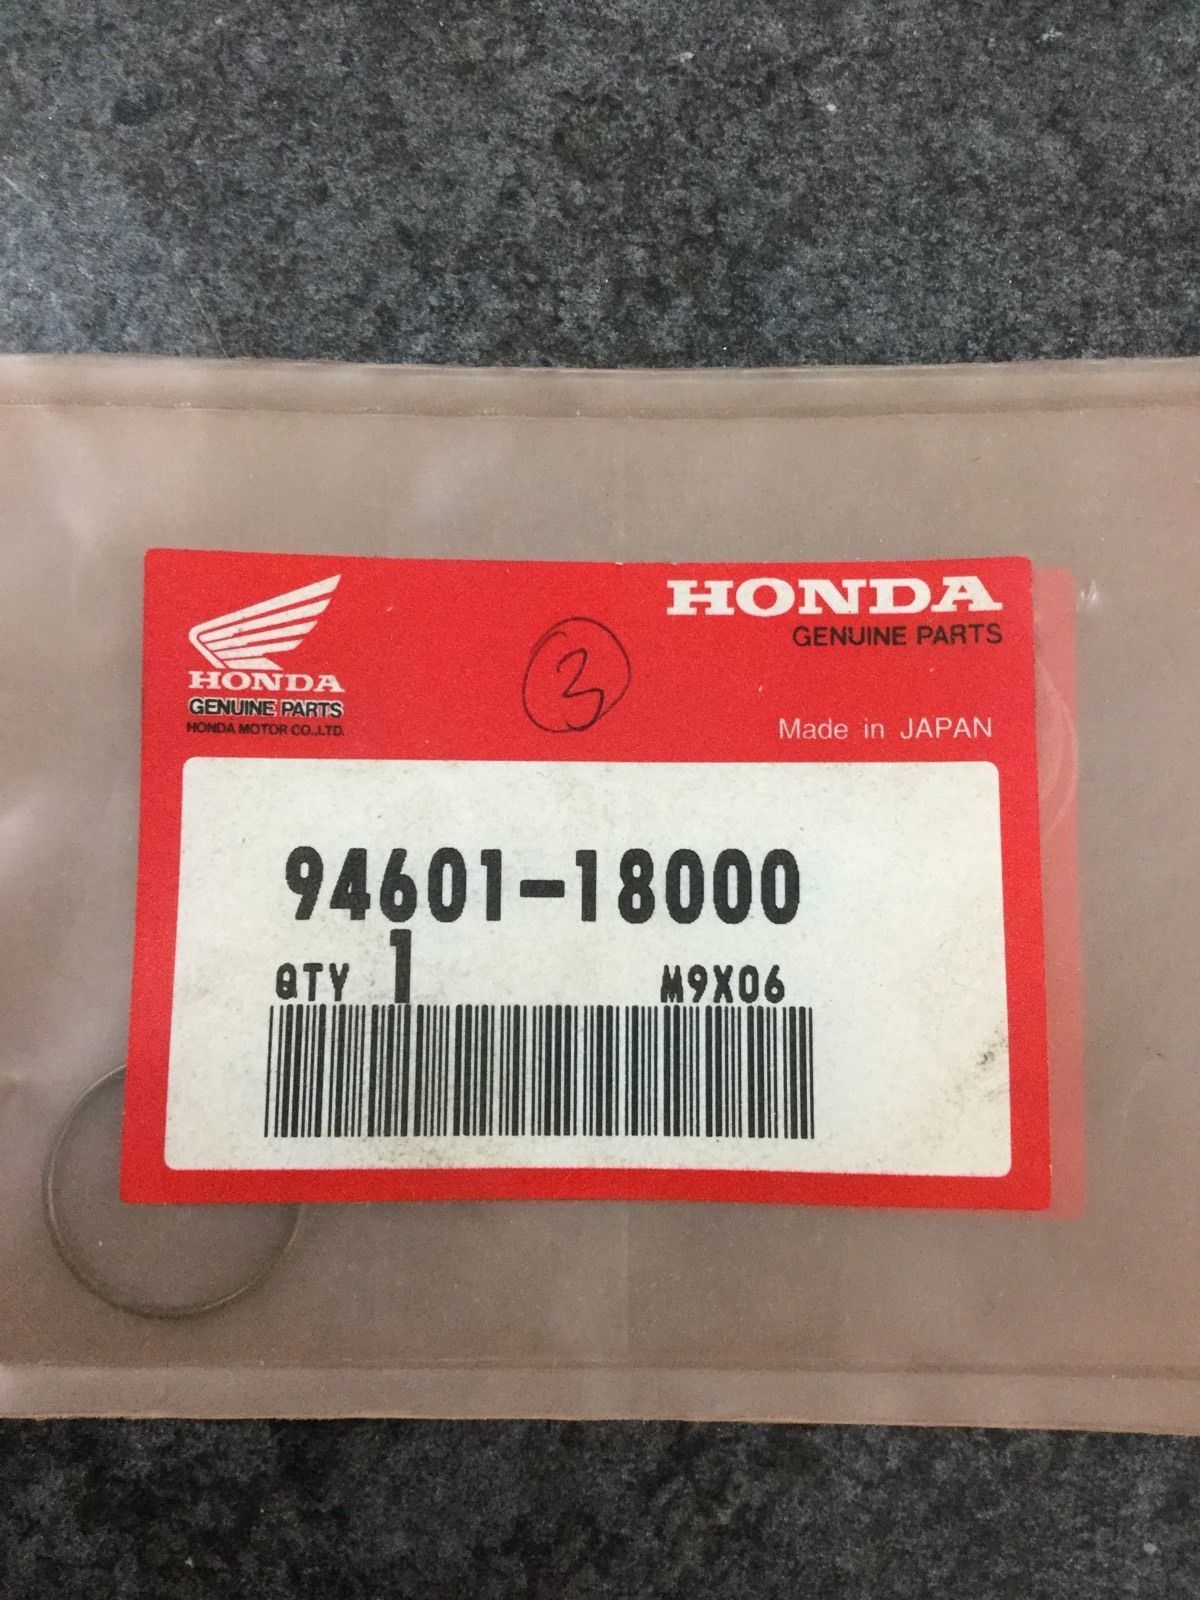 HONDA
GENUINE PARTS
HONDA MOTOR CO.,LTD.
3
HONDA
GENUINE PARTS
Made in JAPAN
94601-18000
QTY 1 M9X06